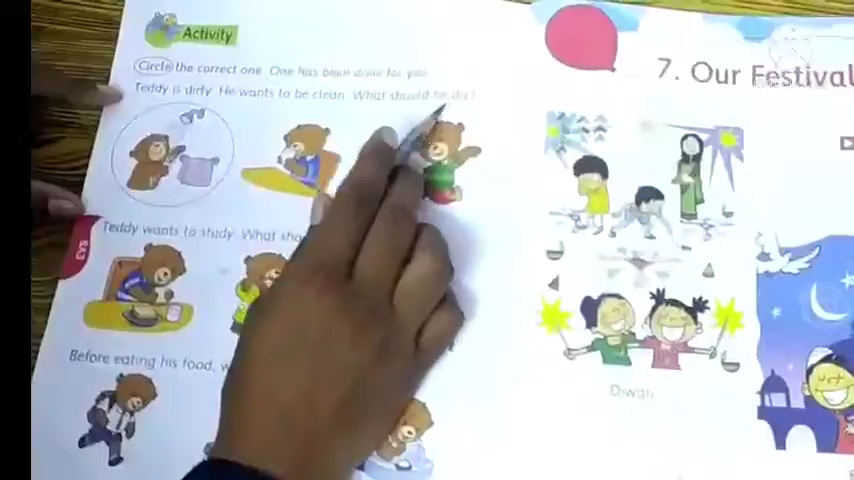 Activity
Circle the correct one. One has been done for you.
Teddy is dirty. He wants to be clean. What should he do?
Teddy wants to study. What
EVS
Before eating his food,
7. Our Festival
Diwali